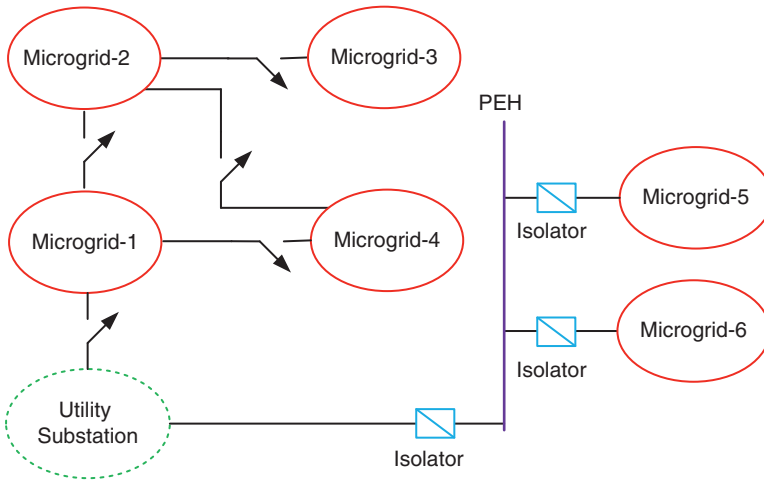 Microgrid-2
Microgrid-3
PEH
Microgrid-5
Isolator
Microgrid-1
Microgrid-4
Microgrid-6
Isolator
Utility
Substation
Isolator